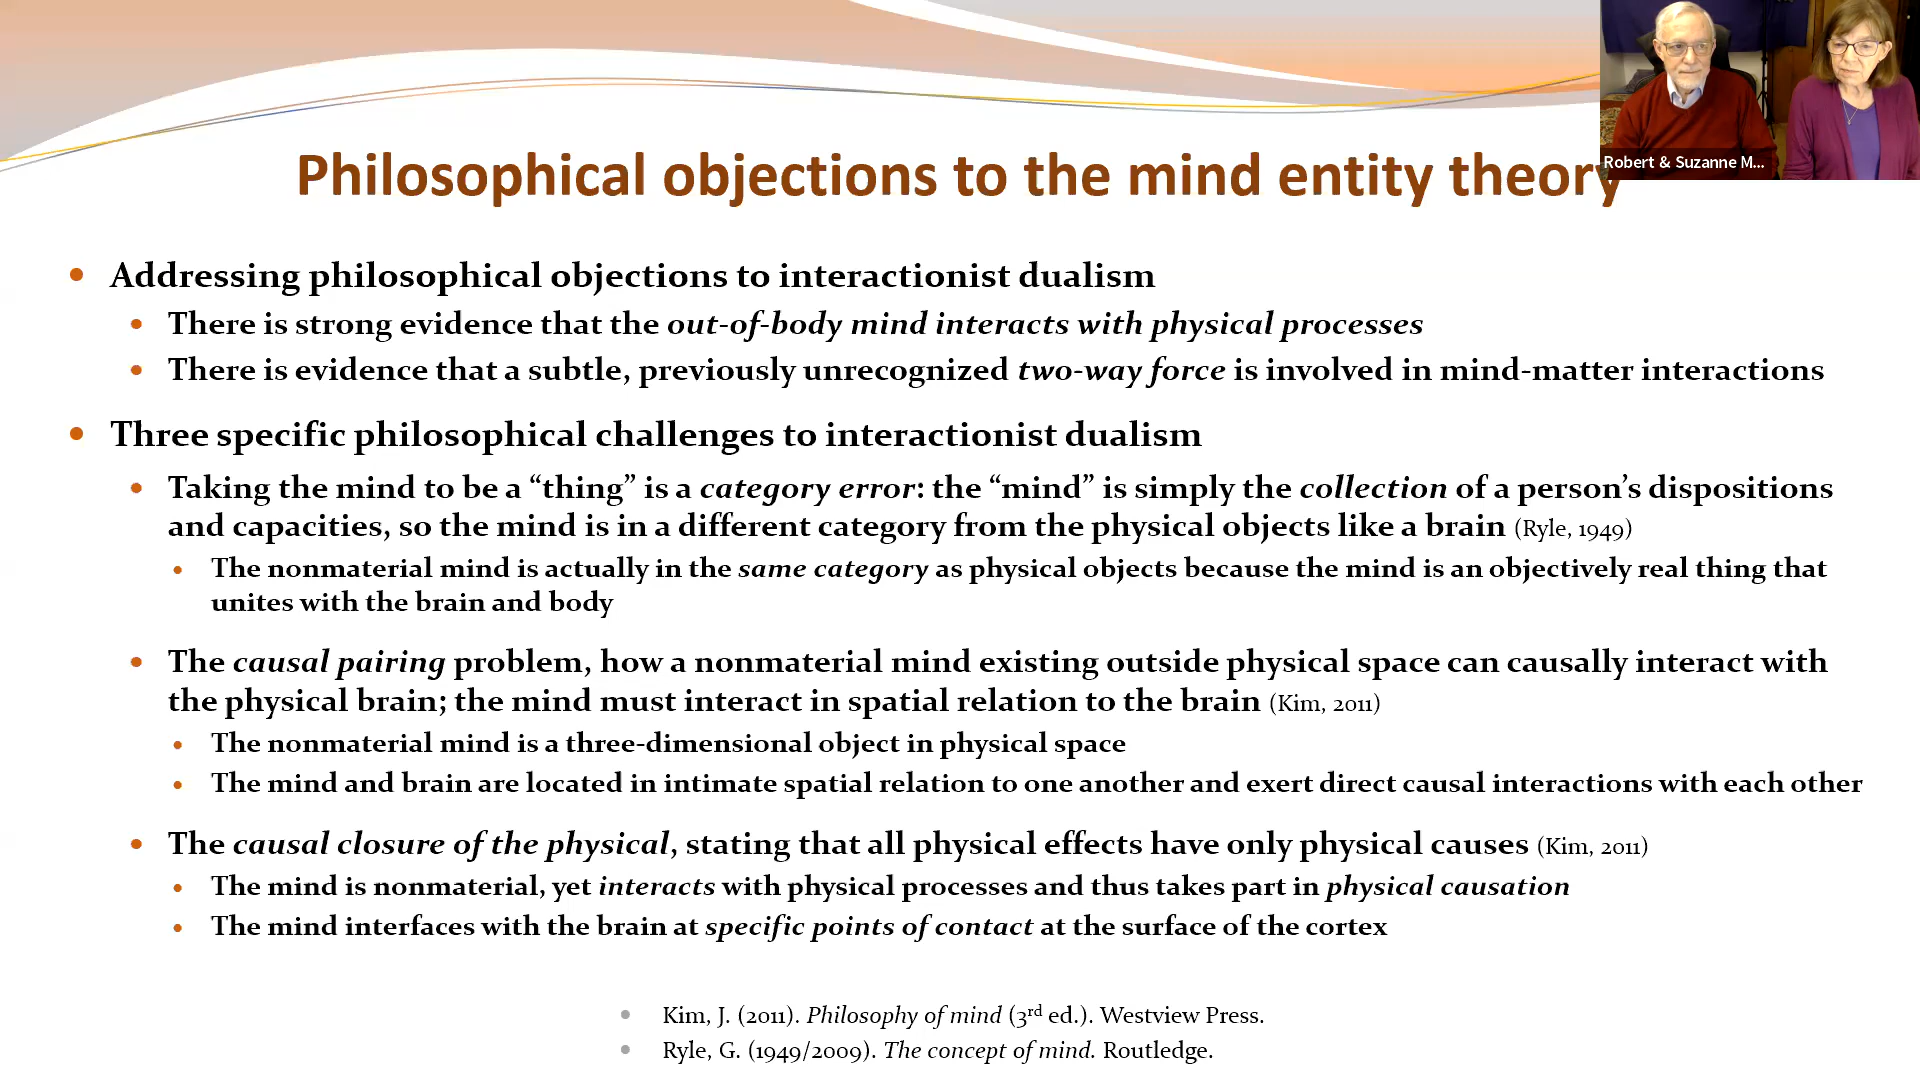 Robert & Suzanne M...
Philosophical objections to the mind entity theory
• Addressing philosophical objections to interactionist dualism
• There is strong evidence that the out-of-body mind interacts with physical processes
• There is evidence that a subtle, previously unrecognized two-way force is involved in mind-matter interactions
• Three specific philosophical challenges to interactionist dualism
• Taking the mind to be a “thing” is a category error: the “mind” is simply the collection of a person’s dispositions
and capacities, so the mind is in a different category from the physical objects like a brain (Ryle, 1949)
• The nonmaterial mind is actually in the same category as physical objects because the mind is an objectively real thing that
unites with the brain and body
• The causal pairing problem, how a nonmaterial mind existing outside physical space can causally interact with
the physical brain; the mind must interact in spatial relation to the brain (Kim, 2011)
• The nonmaterial mind is a three-dimensional object in physical space
• The mind and brain are located in intimate spatial relation to one another and exert direct causal interactions with each other
• The causal closure of the physical, stating that all physical effects have only physical causes (Kim, 2011)
• The mind is nonmaterial, yet interacts with physical processes and thus takes part in physical causation
• The mind interfaces with the brain at specific points of contact at the surface of the cortex
• Kim, J. (2011). Philosophy of mind (3rd ed.). Westview Press.
• Ryle, G. (1949/2009). The concept of mind. Routledge.